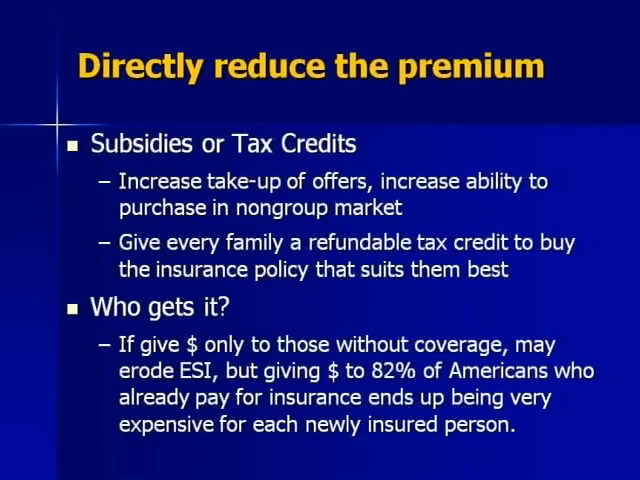 Directly reduce the premium
Subsidies or Tax Credits
– Increase take-up of offers, increase ability to
purchase in nongroup market
– Give every family a refundable tax credit to buy
the insurance policy that suits them best
Who gets it?
– If give $ only to those without coverage, may
erode ESI, but giving $ to 82% of Americans who
already pay for insurance ends up being very
expensive for each newly insured person.